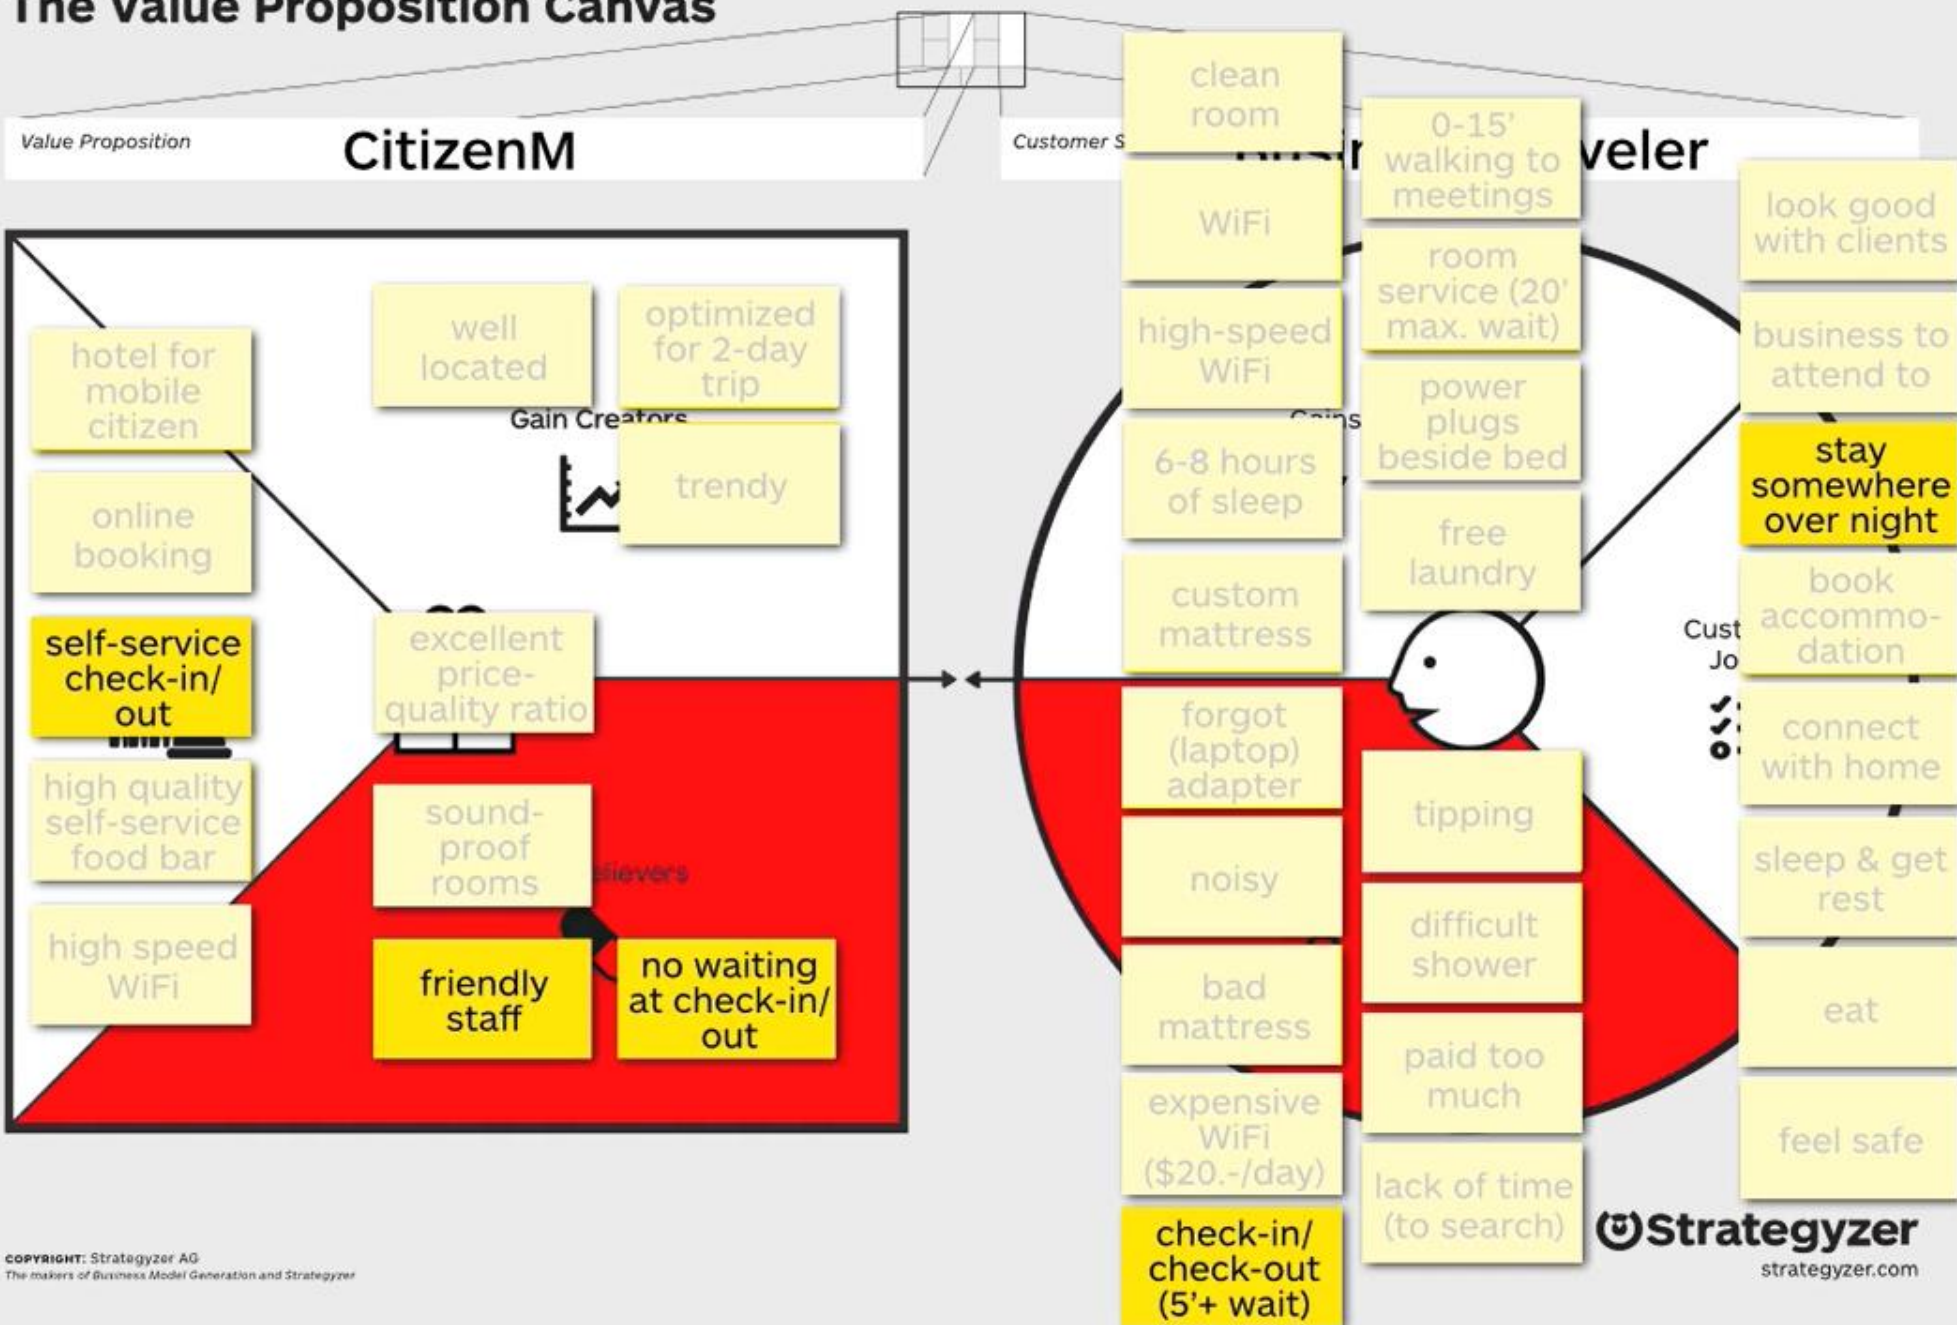 The Value Proposition Canvas
Value Proposition
CitizenM
Customer S
veler
hotel for
mobile
citizen
online
booking
self-service
check-in/
out
high quality
self-service
food bar
high speed
WiFi
well
located
optimized
for 2-day
trip
Gain Creators
trendy
excellent
price-
quality ratio
sound-
proof
rooms
elievers
friendly
staff
no waiting
at check-in/
out
clean
room
WiFi
high-speed
WiFi
Gains
6-8 hours
of sleep
custom
mattress
forgot
(laptop)
adapter
noisy
bad
mattress
expensive
WiFi
($20.-/day)
check-in/
check-out
(5'+ wait)
0-15'
walking to
meetings
room
service (20'
max. wait)
power
plugs
beside bed
free
laundry
tipping
difficult
shower
paid too
much
lack of time
(to search)
look good
with clients
business to
attend to
stay
somewhere
over night
Cust
Jo
book
accommo-
dation
connect
with home
sleep & get
rest
eat
feel safe
COPYRIGHT: Strategyzer AG
The makers of Business Model Generation and Strategyzer
Strategyzer
strategyzer.com